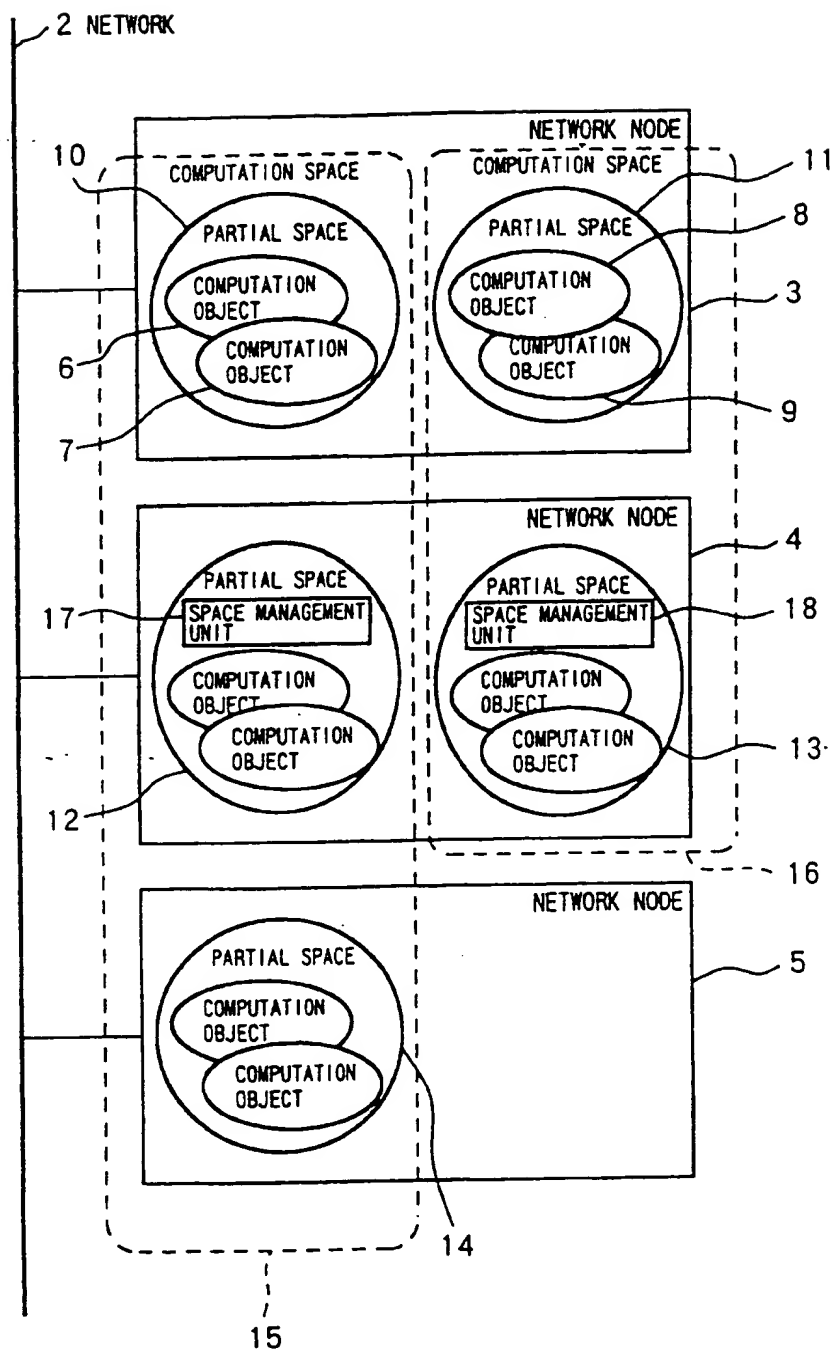 2 NETWORK
NETWORK NODE
10
COMPUTATION SPACE
COMPUTATION SPACE
11
PARTIAL SPACE
PARTIAL SPACE
8
COMPUTATION
OBJECT
COMPUTATION
OBJECT
3
6
COMPUTATION
OBJECT
COMPUTATION
OBJECT
7
9
NETWORK NODE
4
PARTIAL SPACE
PARTIAL SPACE
17
SPACE MANAGEMENT
UNIT
SPACE MANAGEMENT
UNIT
18
COMPUTATION
OBJECT
COMPUTATION
OBJECT
COMPUTATION
OBJECT
COMPUTATION
OBJECT
13
12
16
NETWORK NODE
PARTIAL SPACE
5
COMPUTATION
OBJECT
COMPUTATION
OBJECT
14
15